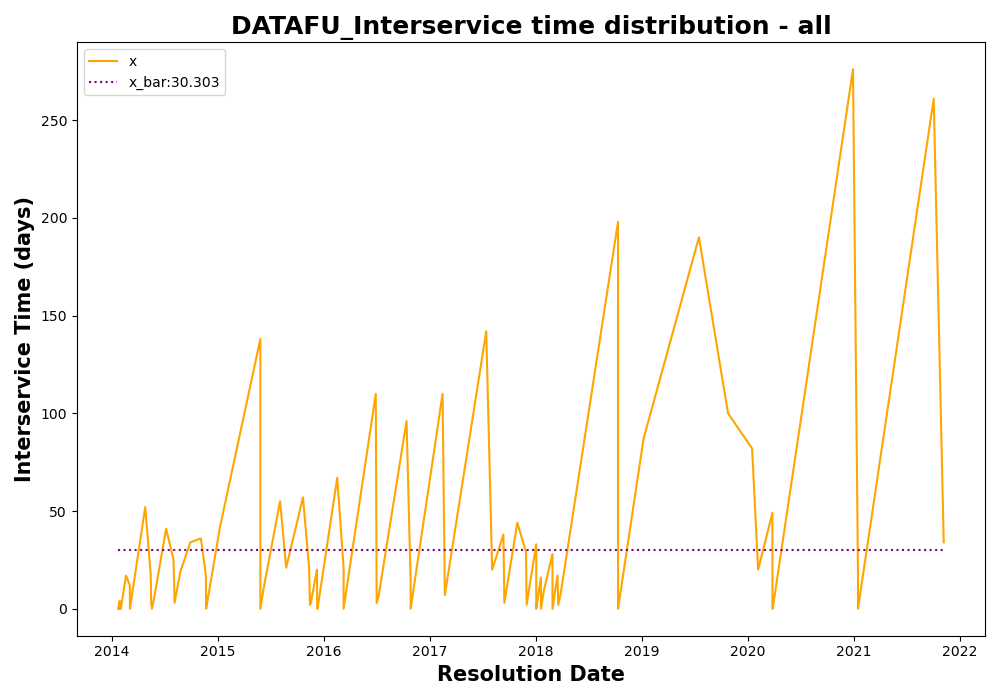 DATAFU_Interservice time distribution - all
x
x_bar:30.303
Interservice Time (days)
250
200
150
100
50
0
2014 2015 2016 2017 2018 2019 2020 2021 2022
Resolution Date